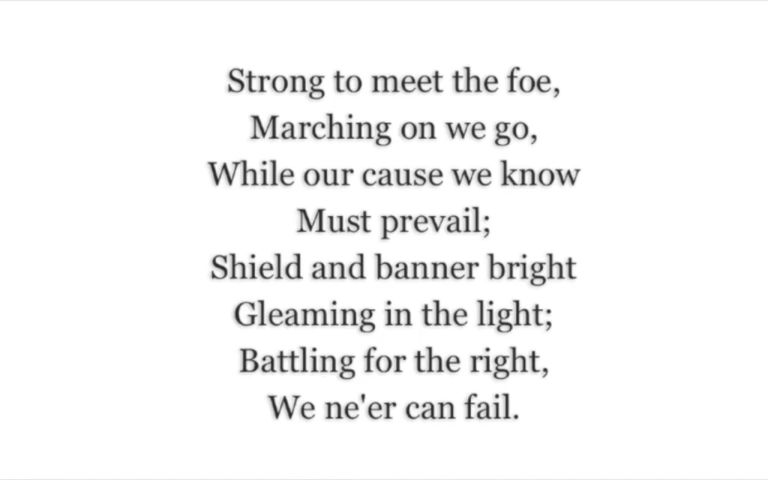 Strong to meet the foe,
Marching on we go,
While our cause we know
Must prevail;
Shield and banner bright
Gleaming in the light;
Battling for the right,
We ne'er can fail.